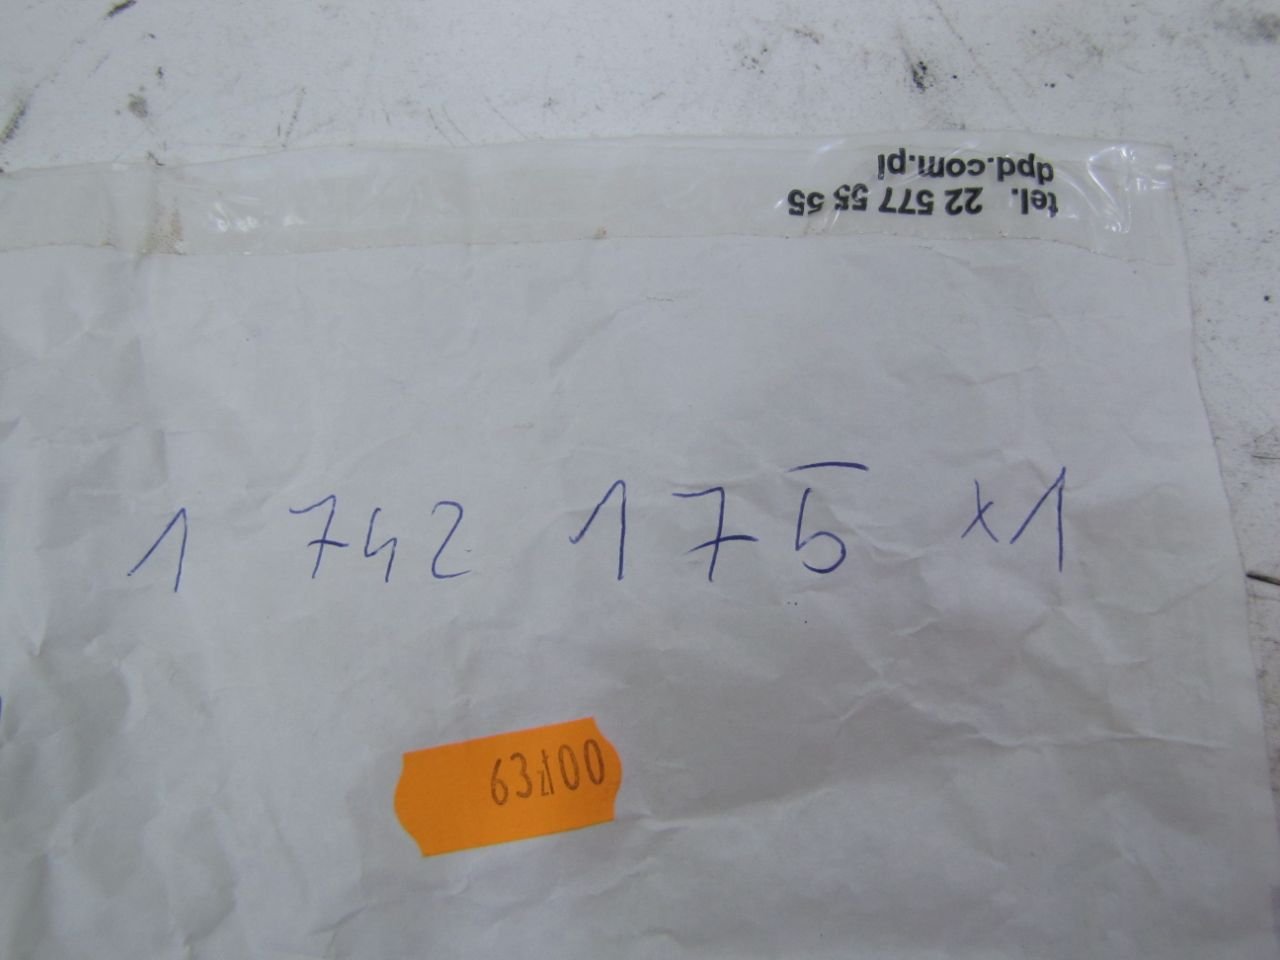 tel. 22 577 55 55
dpd.com.pl
1 742 175 x1
63zł00